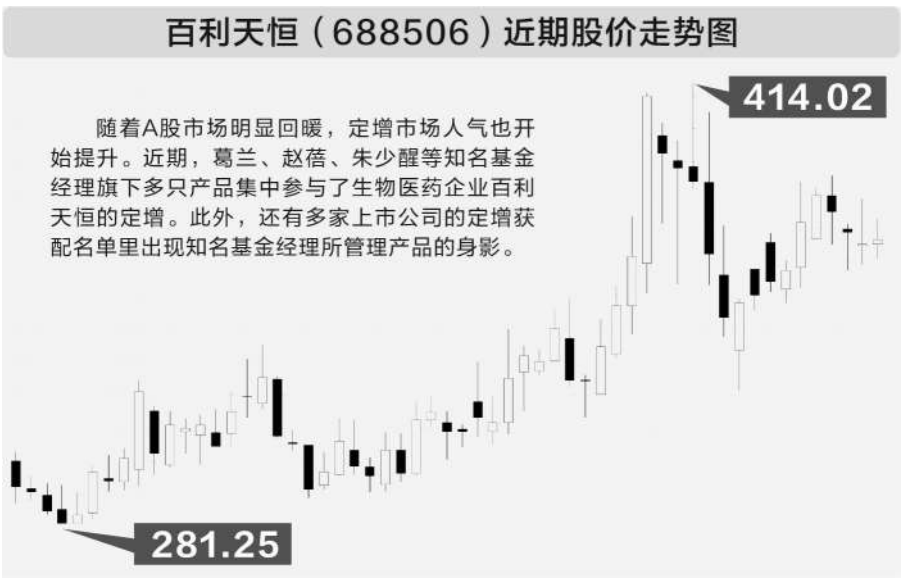 百利天恒（688506）近期股价走势图
414.02
随着A股市场明显回暖，定增市场人气也开
始提升。近期，葛兰、赵蓓、朱少醒等知名基金
经理旗下多只产品集中参与了生物医药企业百利
天恒的定增。此外，还有多家上市公司的定增获
配名单里出现知名基金经理所管理产品的身影。
281.25